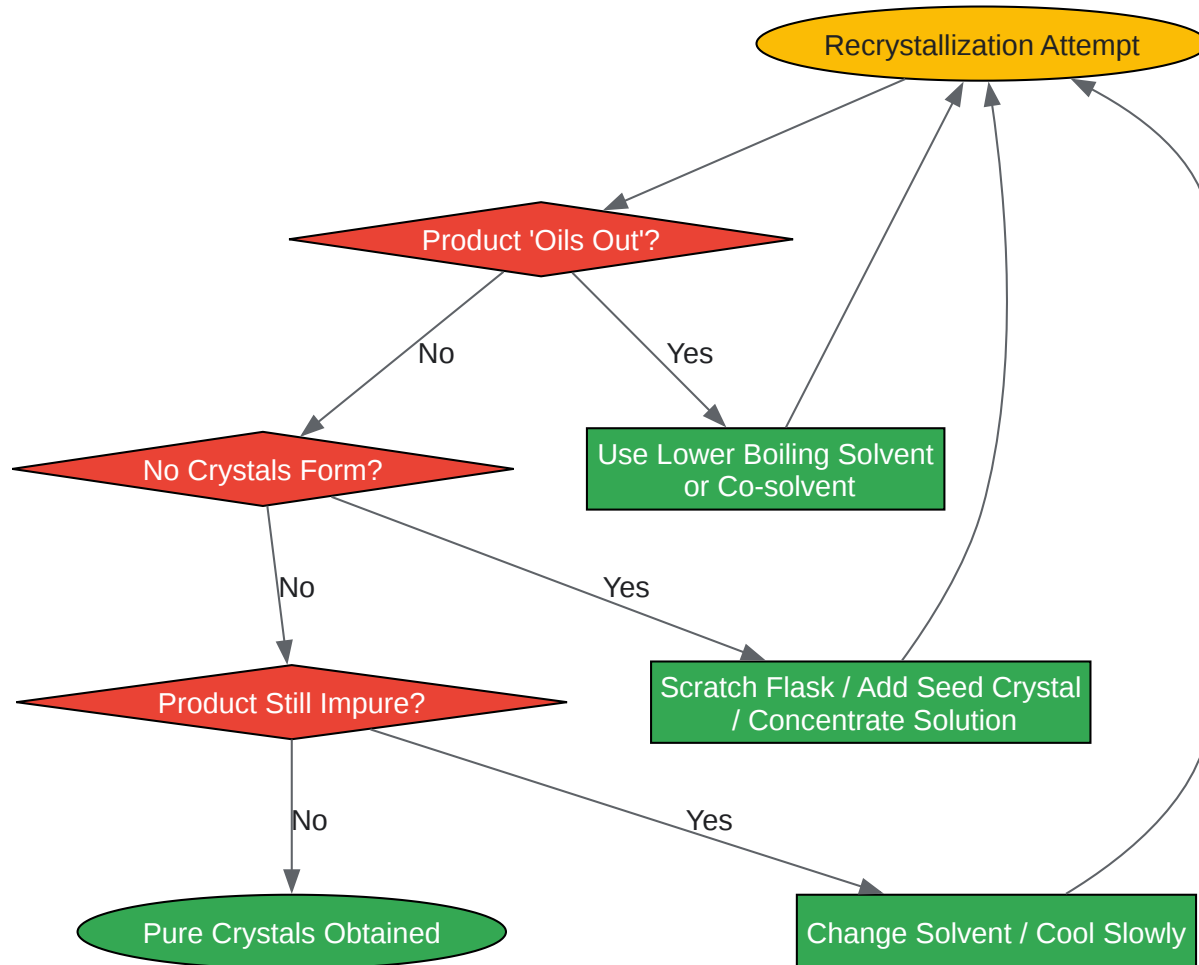 Recrystallization Attempt
Product 'Oils Out'?
No
Yes
No Crystals Form?
Use Lower Boiling Solvent
or Co-solvent
No
Yes
Product Still Impure?
Scratch Flask / Add Seed Crystal
/ Concentrate Solution
No
Yes
Pure Crystals Obtained
Change Solvent / Cool Slowly